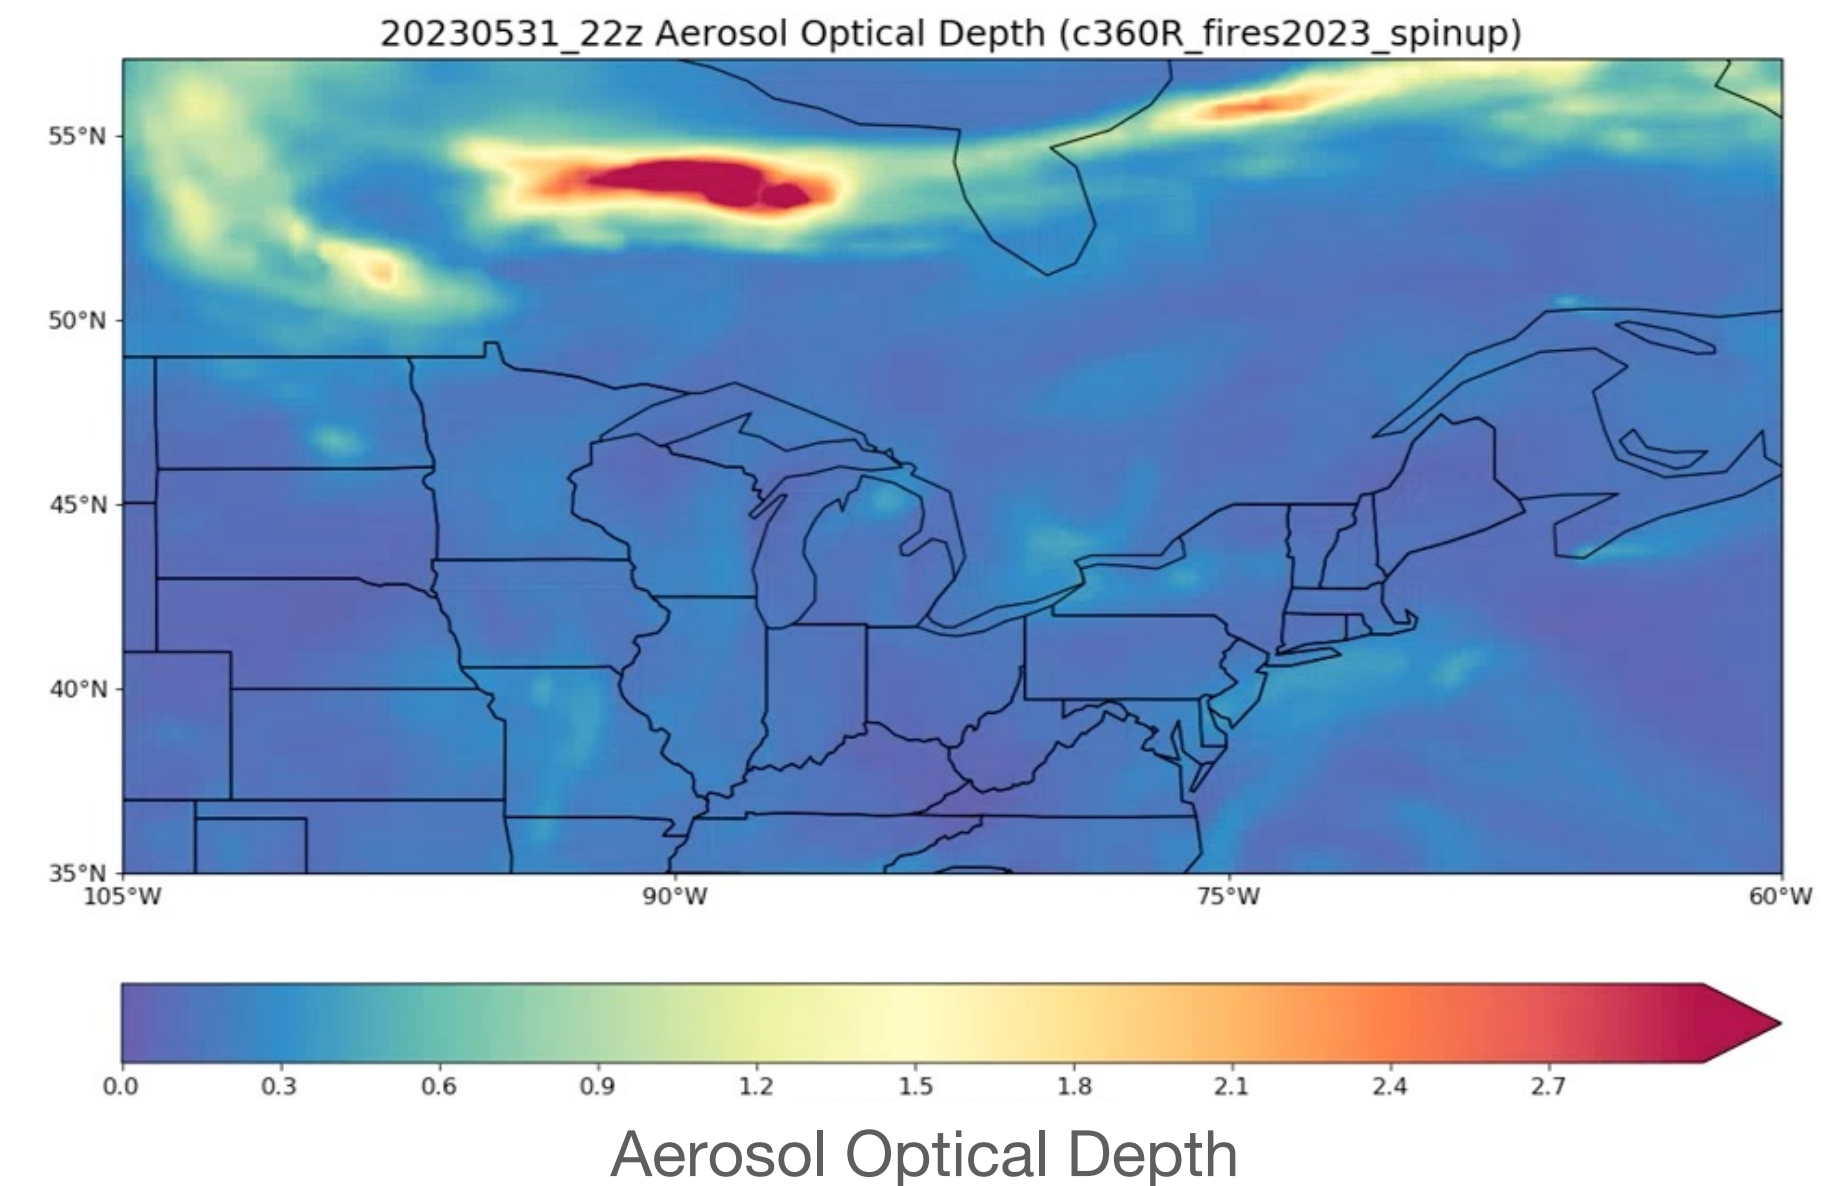 20230531_22z Aerosol Optical Depth (c360R_fires2023_spinup)
55°N
50°N
45°N
40°N
35°N
105°W 90°W 75°W 60°W
0.0 0.3 0.6 0.9 1.2 1.5 1.8 2.1 2.4 2.7
Aerosol Optical Depth